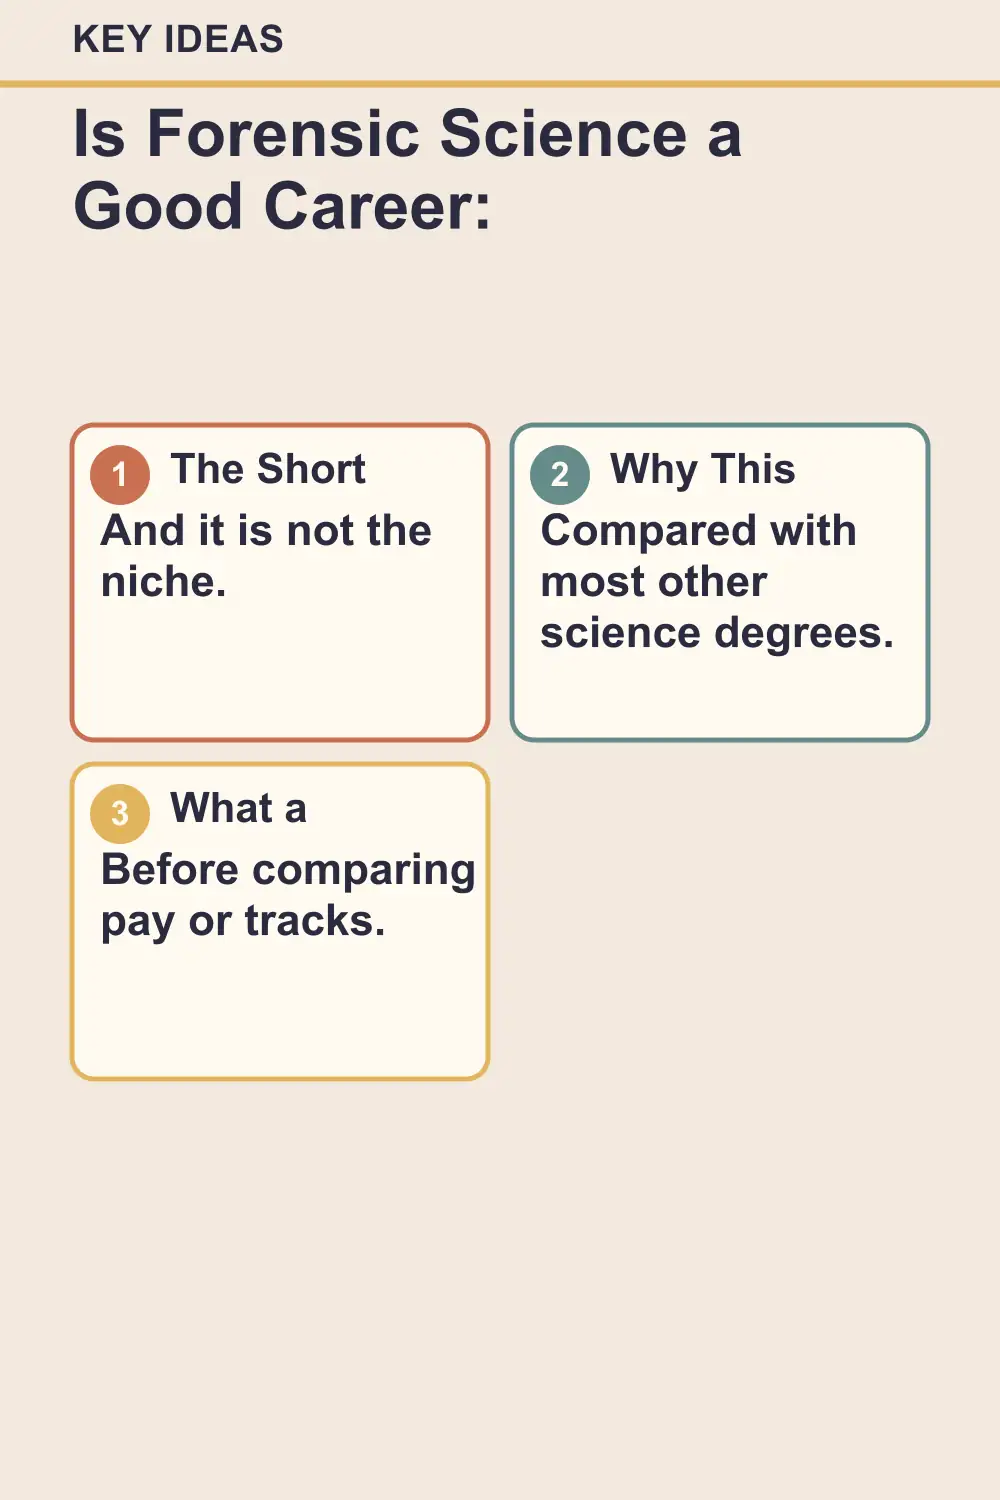 KEY IDEAS
Is Forensic Science a
Good Career:
1 The Short
And it is not the
niche.
2 Why This
Compared with
most other
science degrees.
3 What a
Before comparing
pay or tracks.